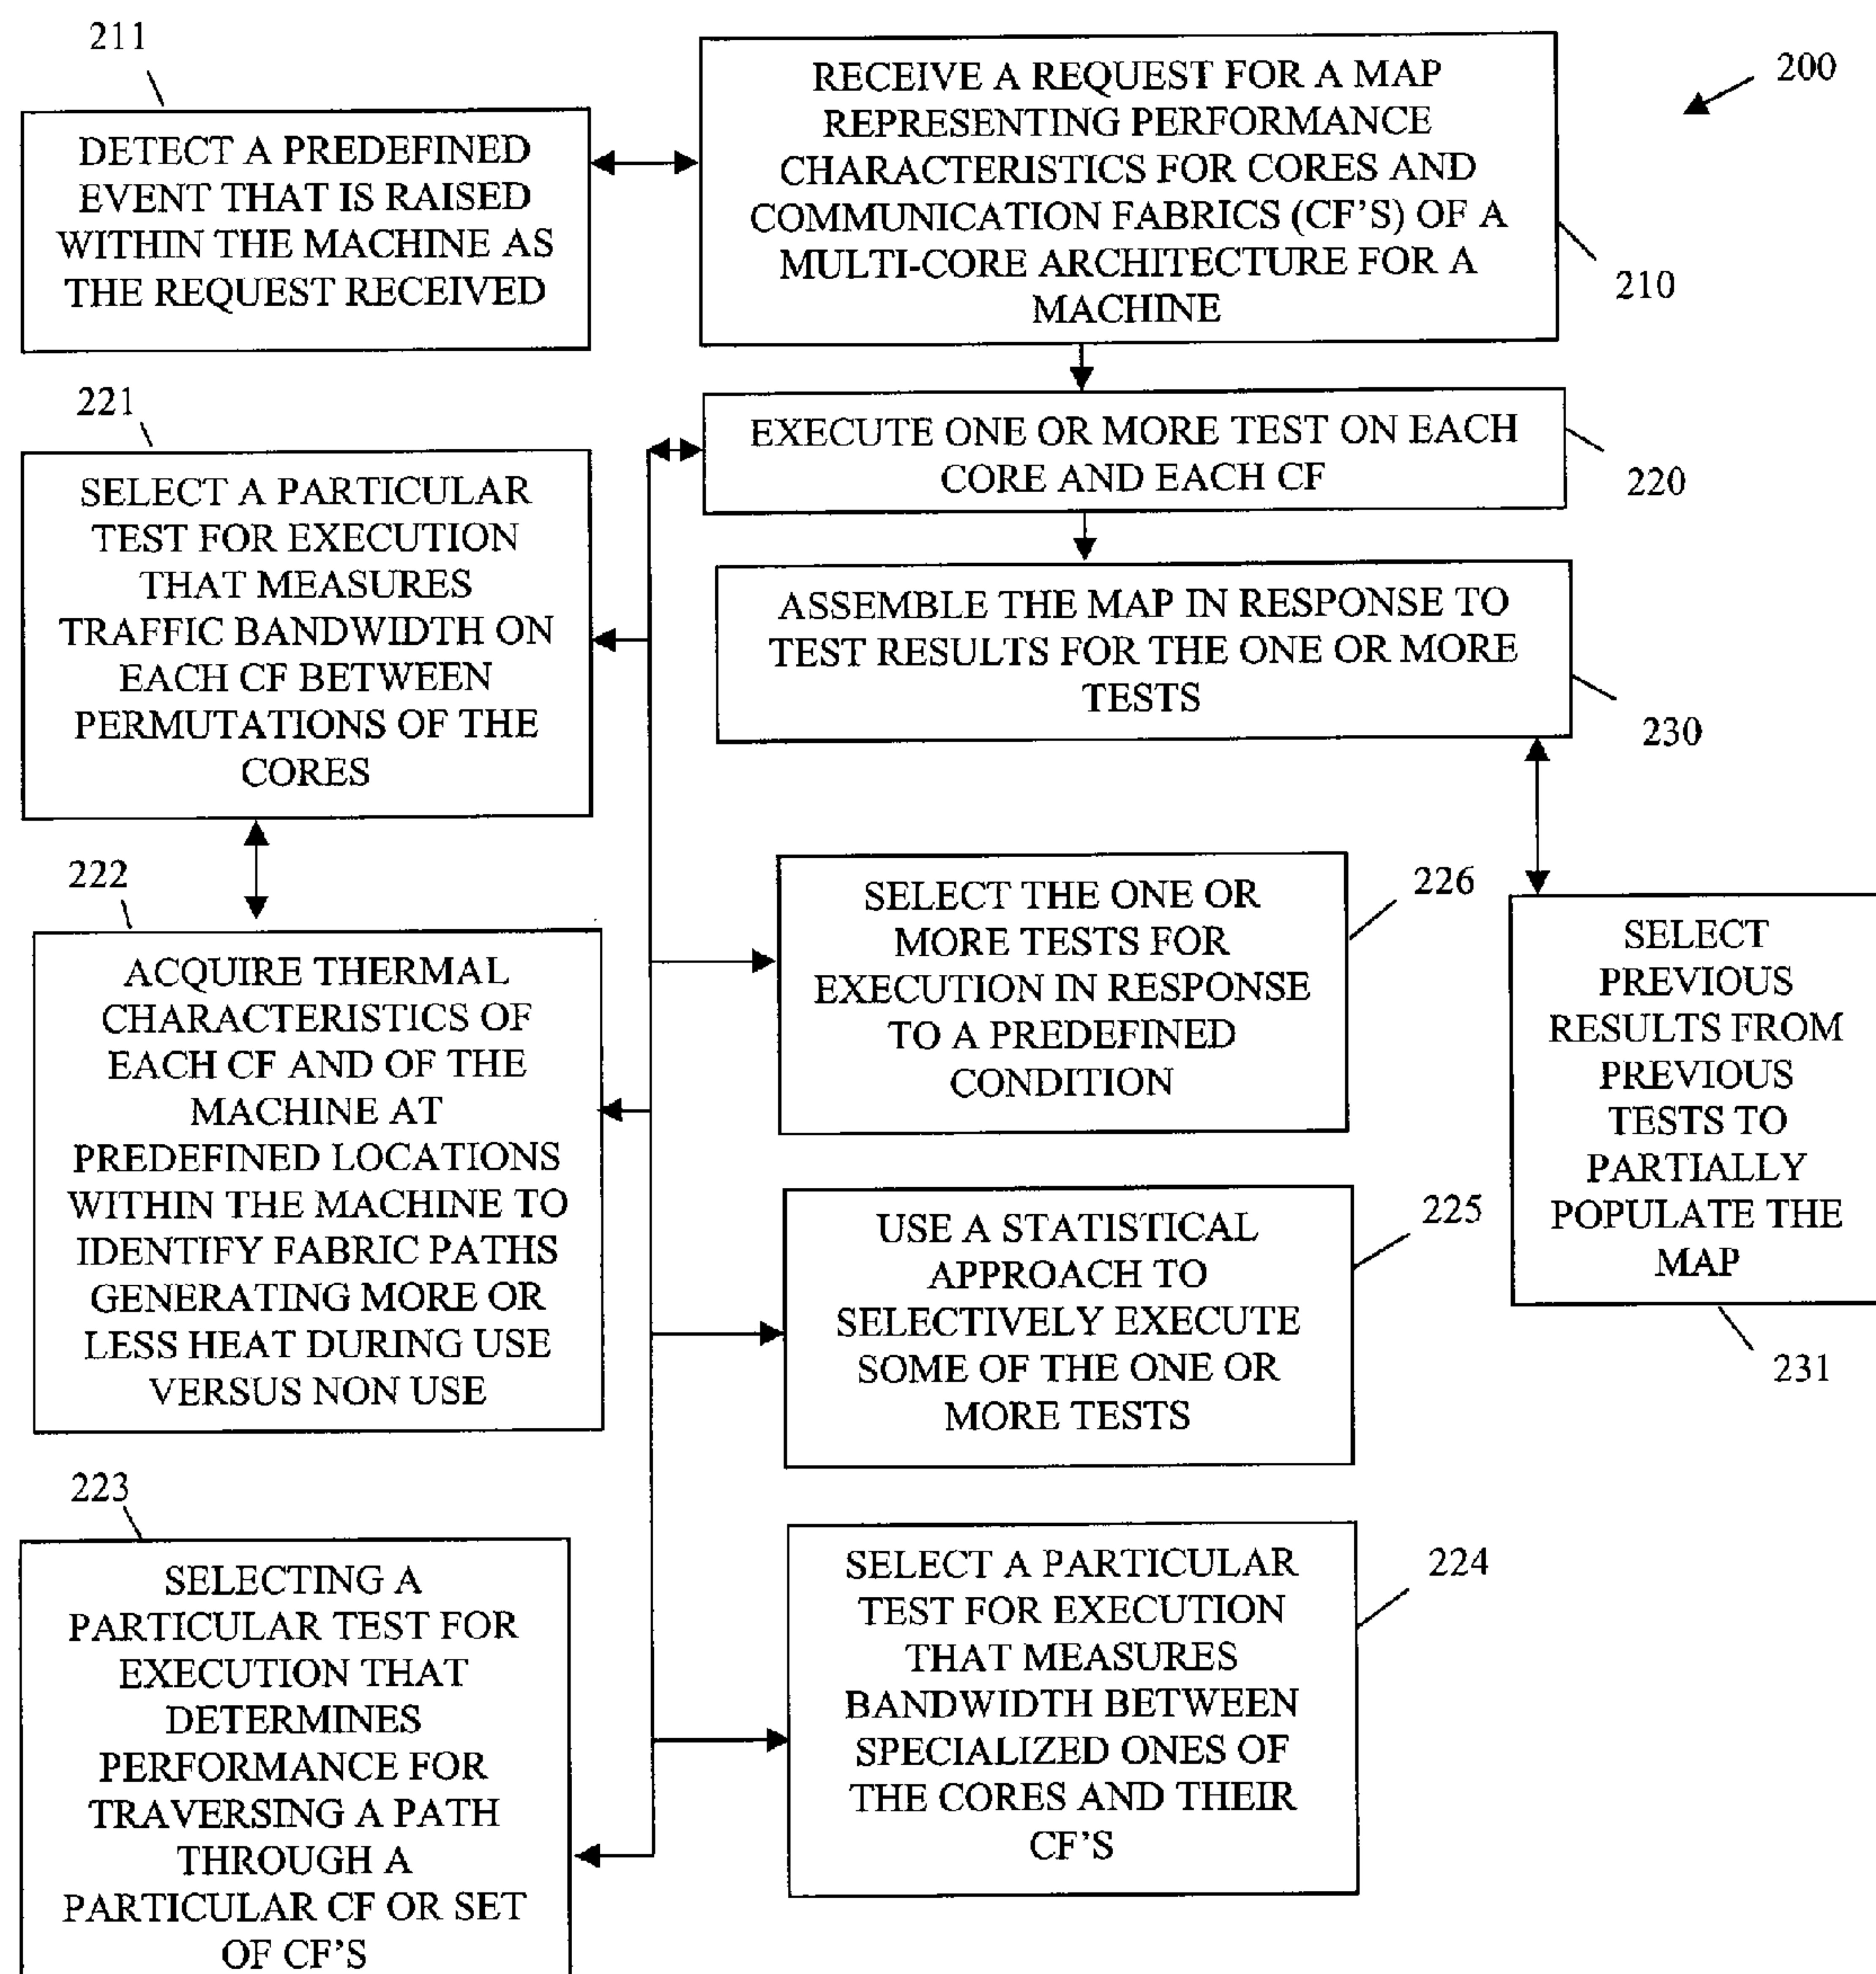 211
DETECT A PREDEFINED
EVENT THAT IS RAISED
WITHIN THE MACHINE AS
THE REQUEST RECEIVED
RECEIVE A REQUEST FOR A MAP
REPRESENTING PERFORMANCE
CHARACTERISTICS FOR CORES AND
COMMUNICATION FABRICS (CF'S) OF A
MULTI-CORE ARCHITECTURE FOR A
MACHINE
200
210
221
SELECT A PARTICULAR
TEST FOR EXECUTION
THAT MEASURES
TRAFFIC BANDWIDTH ON
EACH CF BETWEEN
PERMUTATIONS OF THE
CORES
EXECUTE ONE OR MORE TEST ON EACH
CORE AND EACH CF
220
ASSEMBLE THE MAP IN RESPONSE TO
TEST RESULTS FOR THE ONE OR MORE
TESTS
230
222
ACQUIRE THERMAL
CHARACTERISTICS OF
EACH CF AND OF THE
MACHINE AT
PREDEFINED LOCATIONS
WITHIN THE MACHINE TO
IDENTIFY FABRIC PATHS
GENERATING MORE OR
LESS HEAT DURING USE
VERSUS NON USE
SELECT THE ONE OR
MORE TESTS FOR
EXECUTION IN RESPONSE
TO A PREDEFINED
CONDITION
226
SELECT
PREVIOUS
RESULTS FROM
PREVIOUS
TESTS TO
PARTIALLY
POPULATE THE
MAP
231
USE A STATISTICAL
APPROACH TO
SELECTIVELY EXECUTE
SOME OF THE ONE OR
MORE TESTS
225
223
SELECTING A
PARTICULAR TEST FOR
EXECUTION THAT
DETERMINES
PERFORMANCE FOR
TRAVERSING A PATH
THROUGH A
PARTICULAR CF OR SET
OF CF'S
SELECT A PARTICULAR
TEST FOR EXECUTION
THAT MEASURES
BANDWIDTH BETWEEN
SPECIALIZED ONES OF
THE CORES AND THEIR
CF'S
224